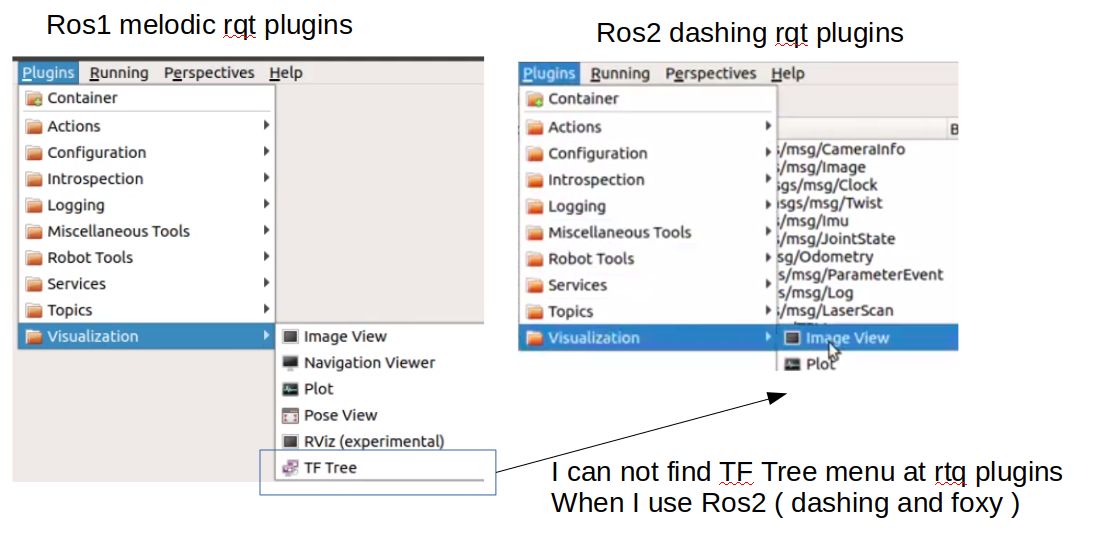 Ros1 melodic rqt plugins
Plugins Running Perspectives Help
Container
Actions
Configuration
Introspection
Logging
Miscellaneous Tools
Robot Tools
Services
Topics
Visualization
Image View
Navigation Viewer
Plot
Pose View
RViz (experimental)
TF Tree
Ros2 dashing rqt plugins
Plugins Running Perspectives Help
Container
Actions
Configuration
Introspection
Logging
Miscellaneous Tools
Robot Tools
Services
Topics
Visualization
Image View
Plot
B
s/msg/CameraInfo
s/msg/Image
sgs/msg/Clock
sgs/msg/Twist
s/msg/Imu
s/msg/JointState
sg/Odometry
s/msg/ParameterEvent
s/msg/Log
s/msg/LaserScan
I can not find TF Tree menu at rtq plugins
When I use Ros2 ( dashing and foxy )